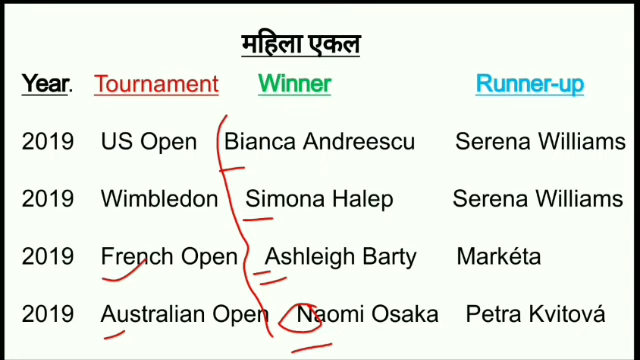 महिला एकल
Year. Tournament Winner Runner-up
2019 US Open Bianca Andreescu Serena Williams
2019 Wimbledon Simona Halep Serena Williams
2019 French Open Ashleigh Barty Markéta
2019 Australian Open Naomi Osaka Petra Kvitová